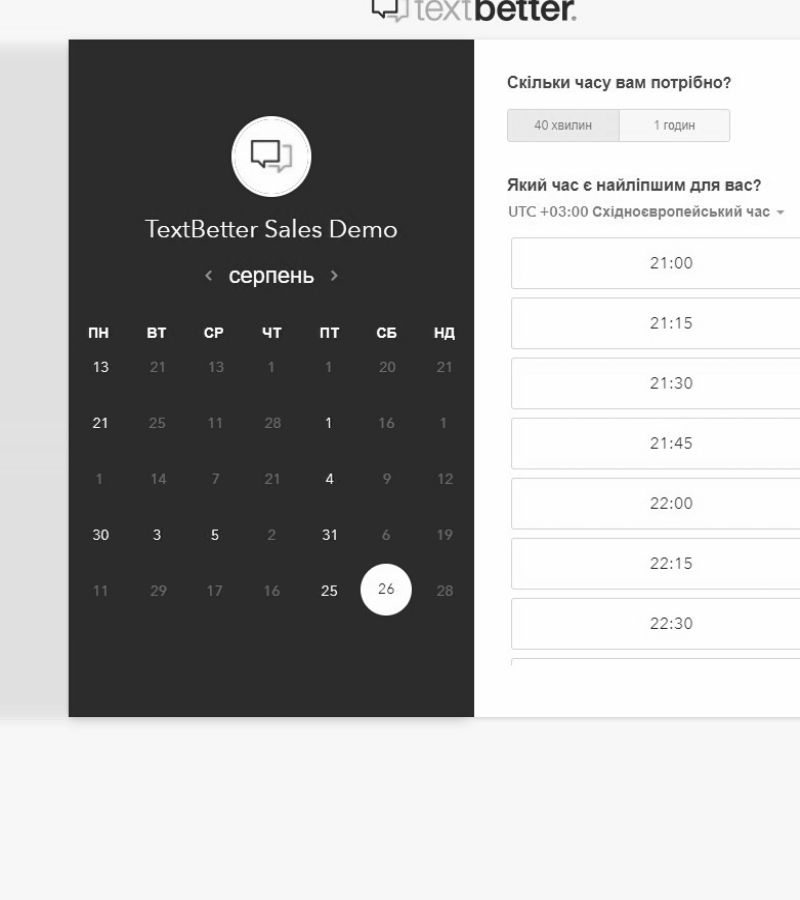 textbetter.
TextBetter Sales Demo
‹ серпень ›
ПН ВТ СР ЧТ ПТ СБ НД
13 21 13 1 1 20 21
21 25 11 28 1 16 1
1 14 7 21 4 9 12
30 3 5 2 31 6 19
11 29 17 16 25 26 28
Скільки часу вам потрібно?
40 хвилин 1 годин
Який час є найліпшим для вас?
UTC +03:00 Східноєвропейський час
21:00
21:15
21:30
21:45
22:00
22:15
22:30